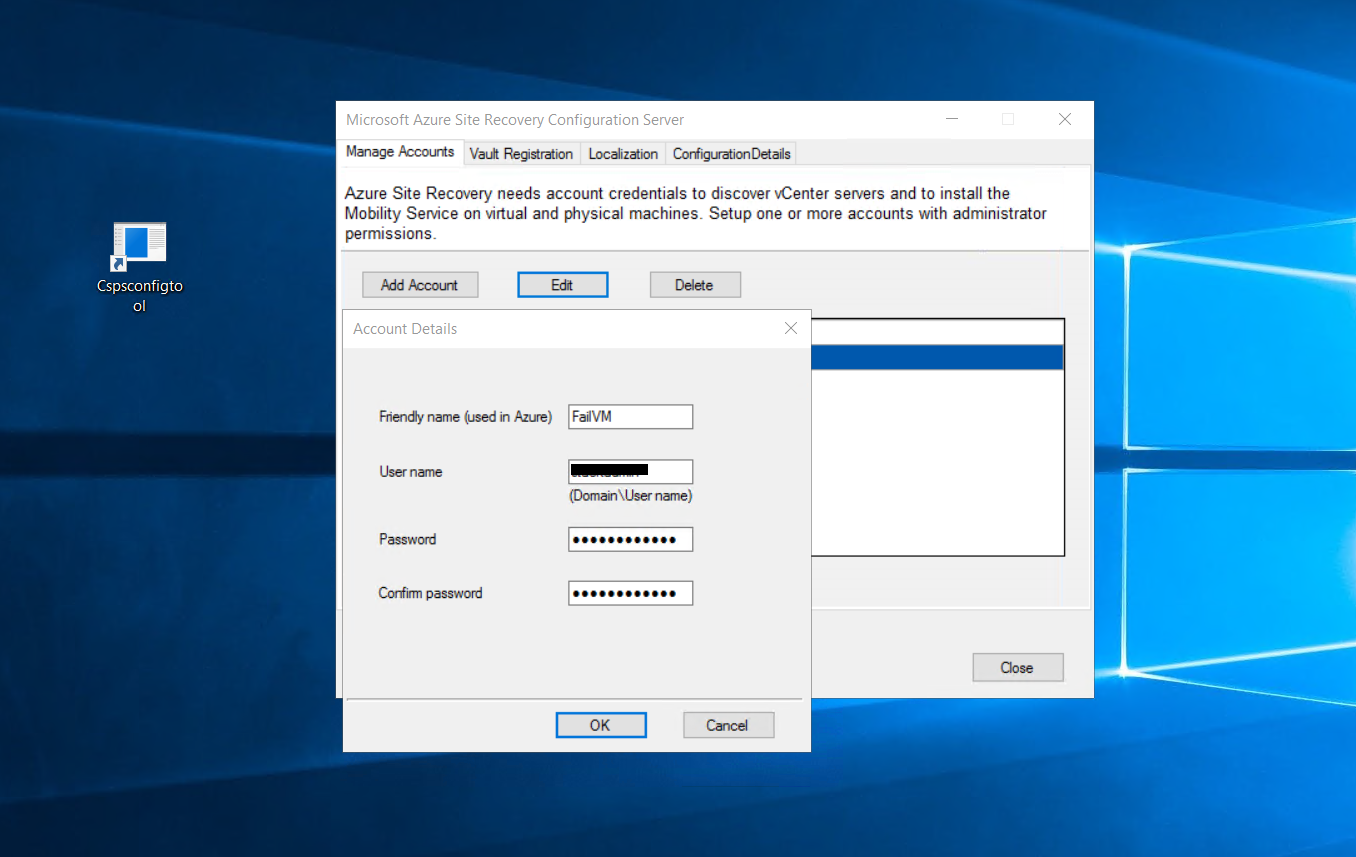 Cspsconfigto
ol
Microsoft Azure Site Recovery Configuration Server
Manage Accounts
Vault Registration
Localization
ConfigurationDetails
Azure Site Recovery needs account credentials to discover vCenter servers and to install the
Mobility Service on virtual and physical machines. Setup one or more accounts with administrator
permissions.
Add Account
Edit
Delete
Account Details
Friendly name (used in Azure)
FailVM
User name
(Domain\User name)
Password
●●●●●●●●●●●●
Confirm password
●●●●●●●●●●●●
OK
Cancel
Close